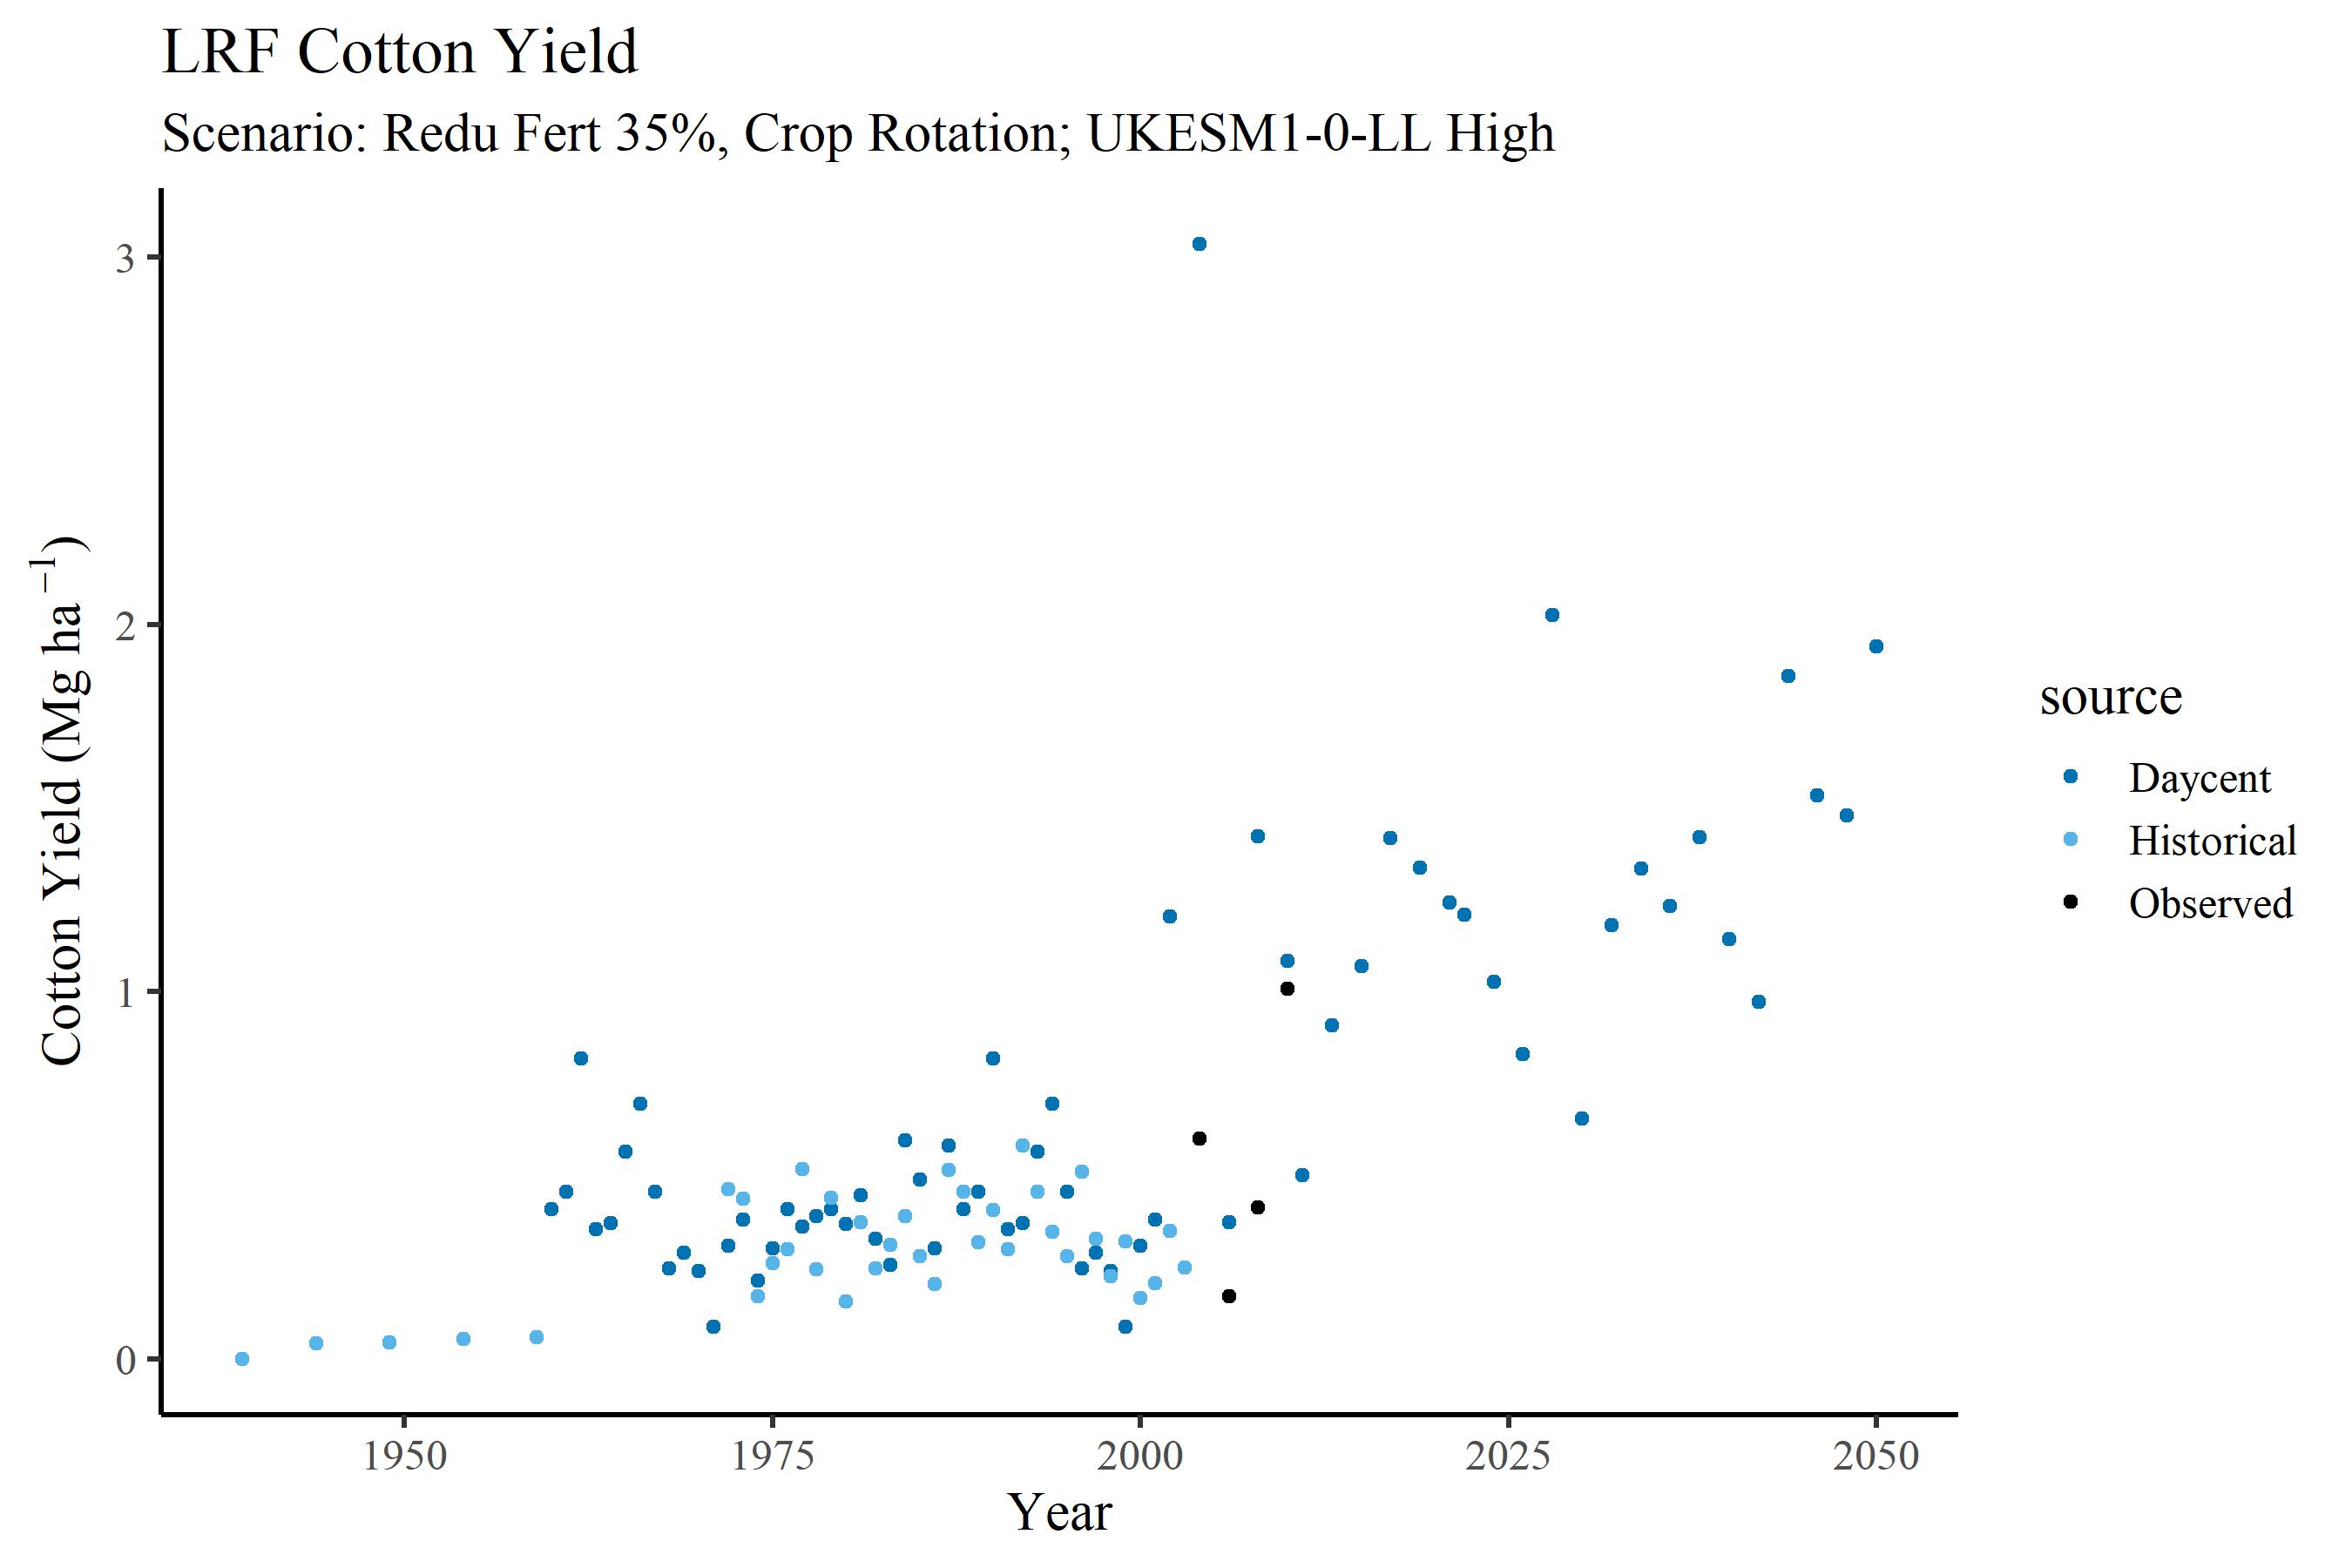 LRF Cotton Yield
Scenario: Redu Fert 35%, Crop Rotation; UKESM1-0-LL High
Cotton Yield (Mg ha⁻¹)
3
2
1
0
1950 1975 2000 2025 2050
Year
source
Daycent
Historical
Observed